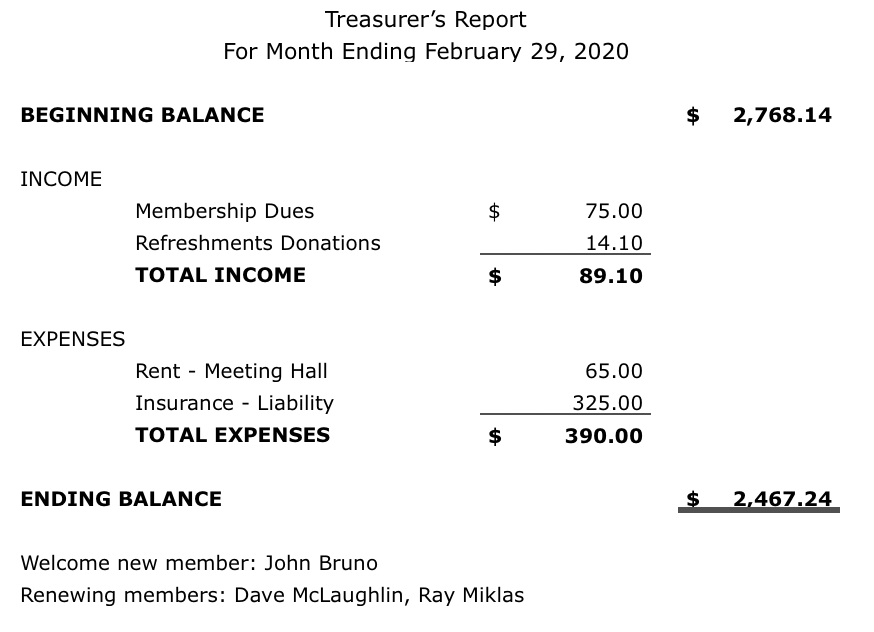 Treasurer’s Report
For Month Ending February 29, 2020
BEGINNING BALANCE $ 2,768.14
INCOME
Membership Dues $ 75.00
Refreshments Donations 14.10
TOTAL INCOME $ 89.10
EXPENSES
Rent - Meeting Hall 65.00
Insurance - Liability 325.00
TOTAL EXPENSES $ 390.00
ENDING BALANCE $ 2,467.24
Welcome new member: John Bruno
Renewing members: Dave McLaughlin, Ray Miklas